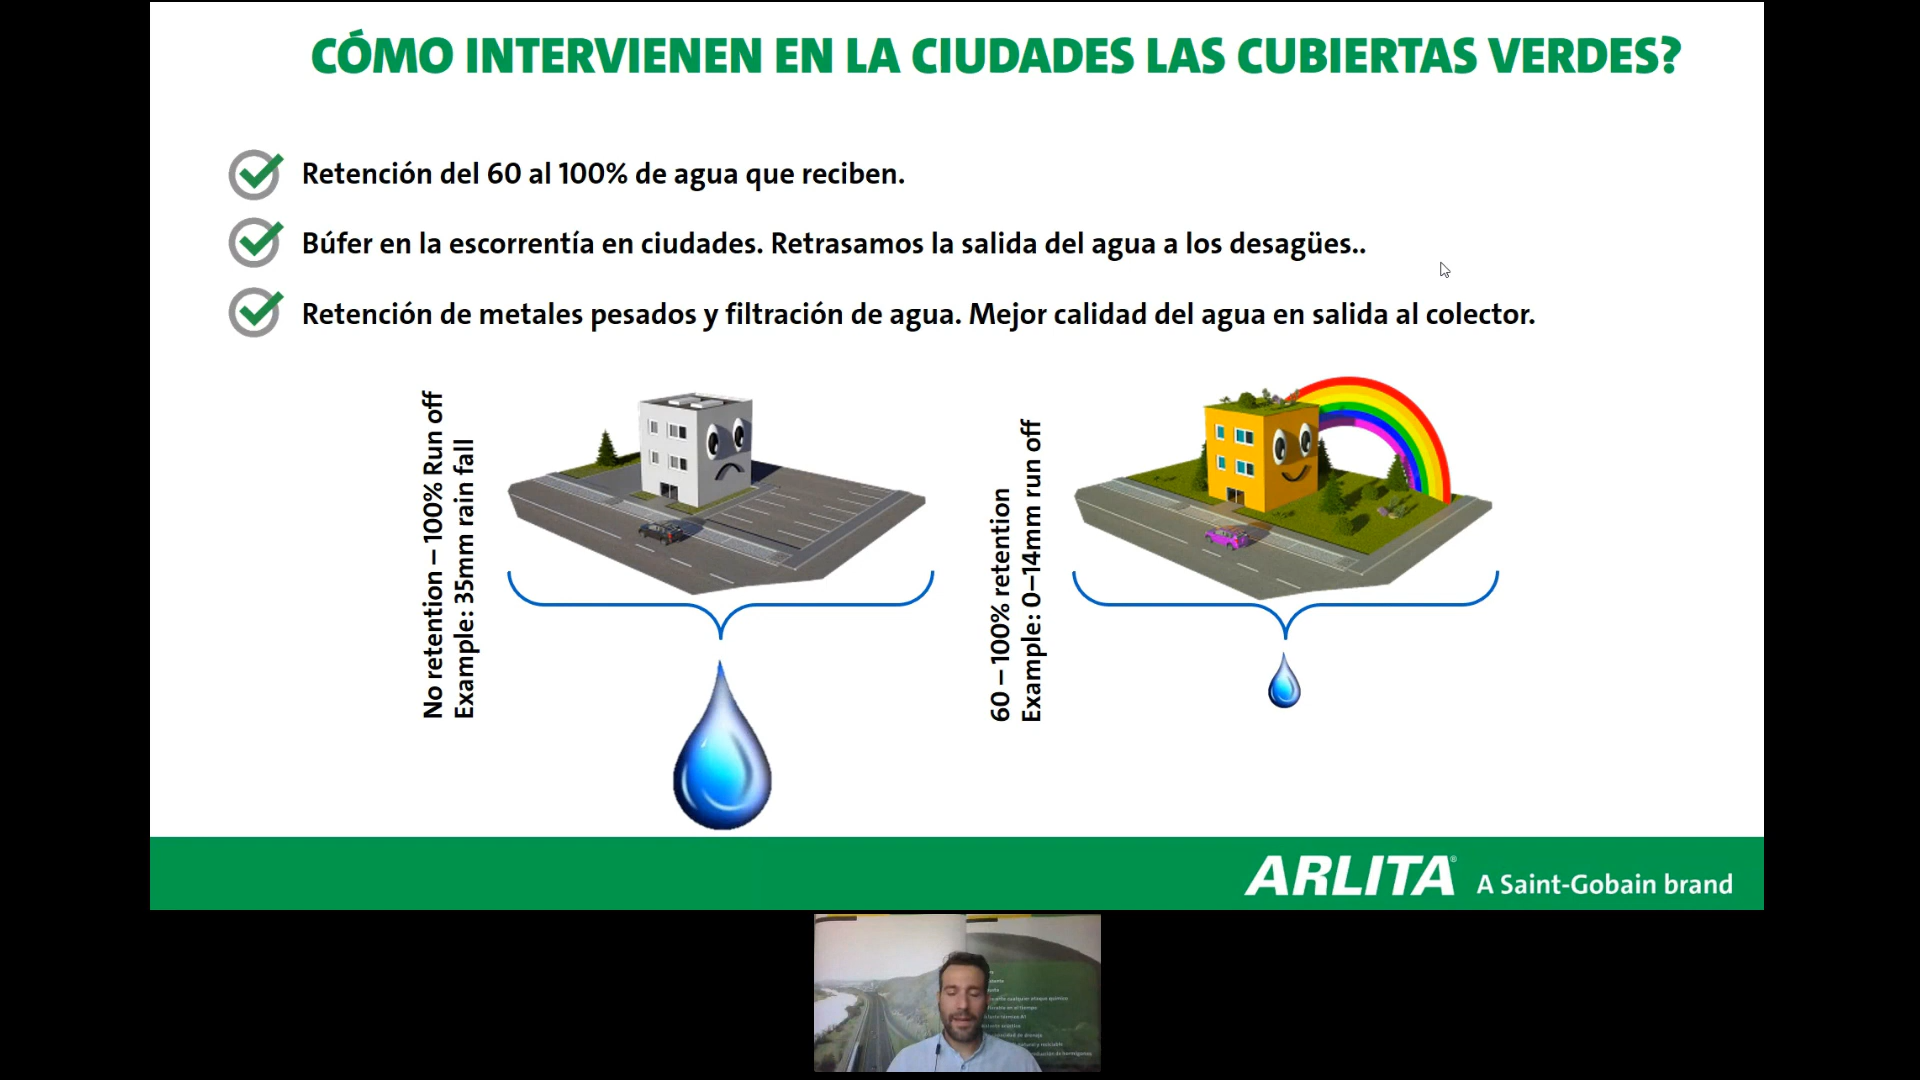 CÓMO INTERVIENEN EN LA CIUDADES LAS CUBIERTAS VERDES?
Retención del 60 al 100% de agua que reciben.
Búfer en la escorrentía en ciudades. Retrasamos la salida del agua a los desagües..
Retención de metales pesados y filtración de agua. Mejor calidad del agua en salida al colector.
No retention – 100% Run off
Example: 35mm rain fall
60 – 100% retention
Example: 0–14mm run off
ARLITA®
A Saint-Gobain brand